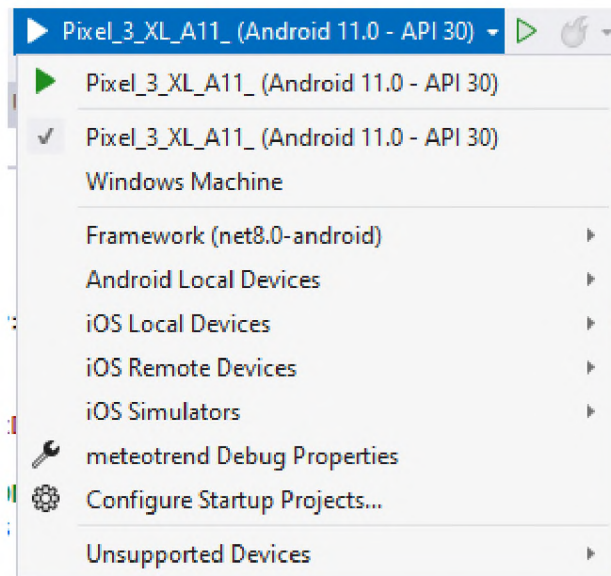 Pixel_3_XL_A11_ (Android 11.0 - API 30)
Pixel_3_XL_A11_ (Android 11.0 - API 30)
Pixel_3_XL_A11_ (Android 11.0 - API 30)
Windows Machine
Framework (net8.0-android)
Android Local Devices
iOS Local Devices
iOS Remote Devices
iOS Simulators
meteotrend Debug Properties
Configure Startup Projects...
Unsupported Devices